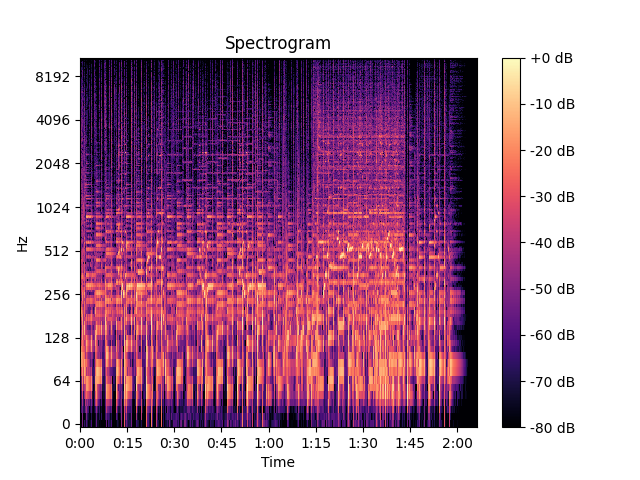 Spectrogram
8192
4096
2048
1024
512
256
128
64
0
Hz
0:00 0:15 0:30 0:45 1:00 1:15 1:30 1:45 2:00
Time
+0 dB
-10 dB
-20 dB
-30 dB
-40 dB
-50 dB
-60 dB
-70 dB
-80 dB